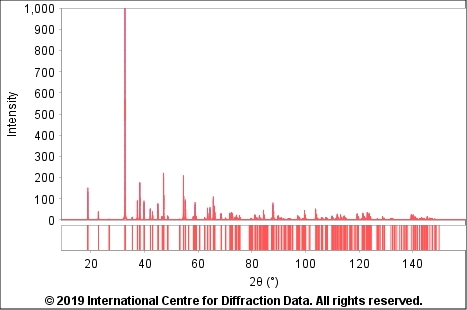 1,000
900
800
700
600
500
400
300
200
100
0
Intensity
20 40 60 80 100 120 140
2θ (°)
© 2019 International Centre for Diffraction Data. All rights reserved.